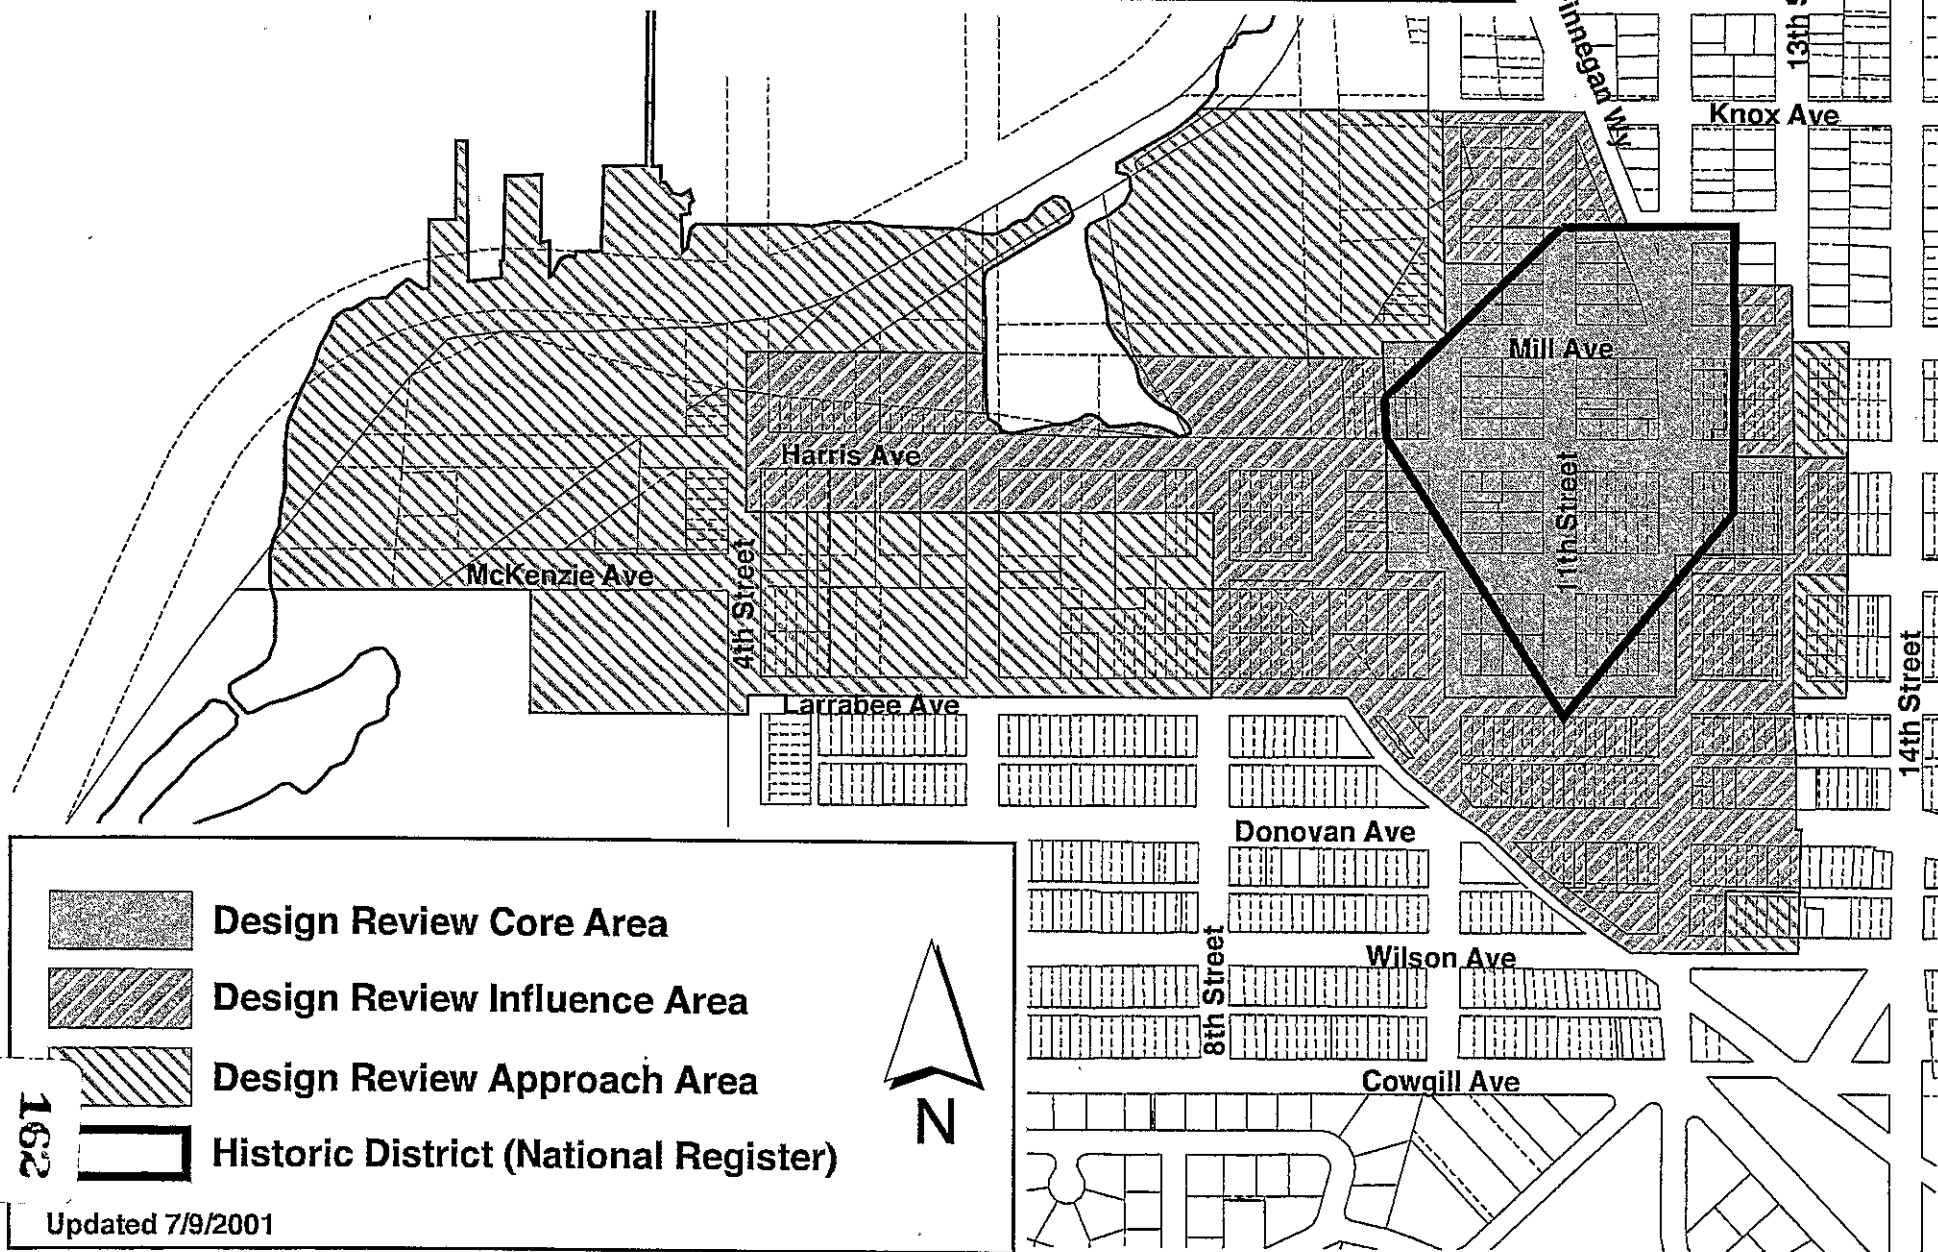 Finnegan Wy
13th S
Knox Ave
Mill Ave
Harris Ave
11th Street
McKenzie Ave
4th Street
Larrabee Ave
14th Street
Donovan Ave
8th Street
Wilson Ave
Cowgill Ave
Design Review Core Area
Design Review Influence Area
Design Review Approach Area
Historic District (National Register)
N
162
Updated 7/9/2001